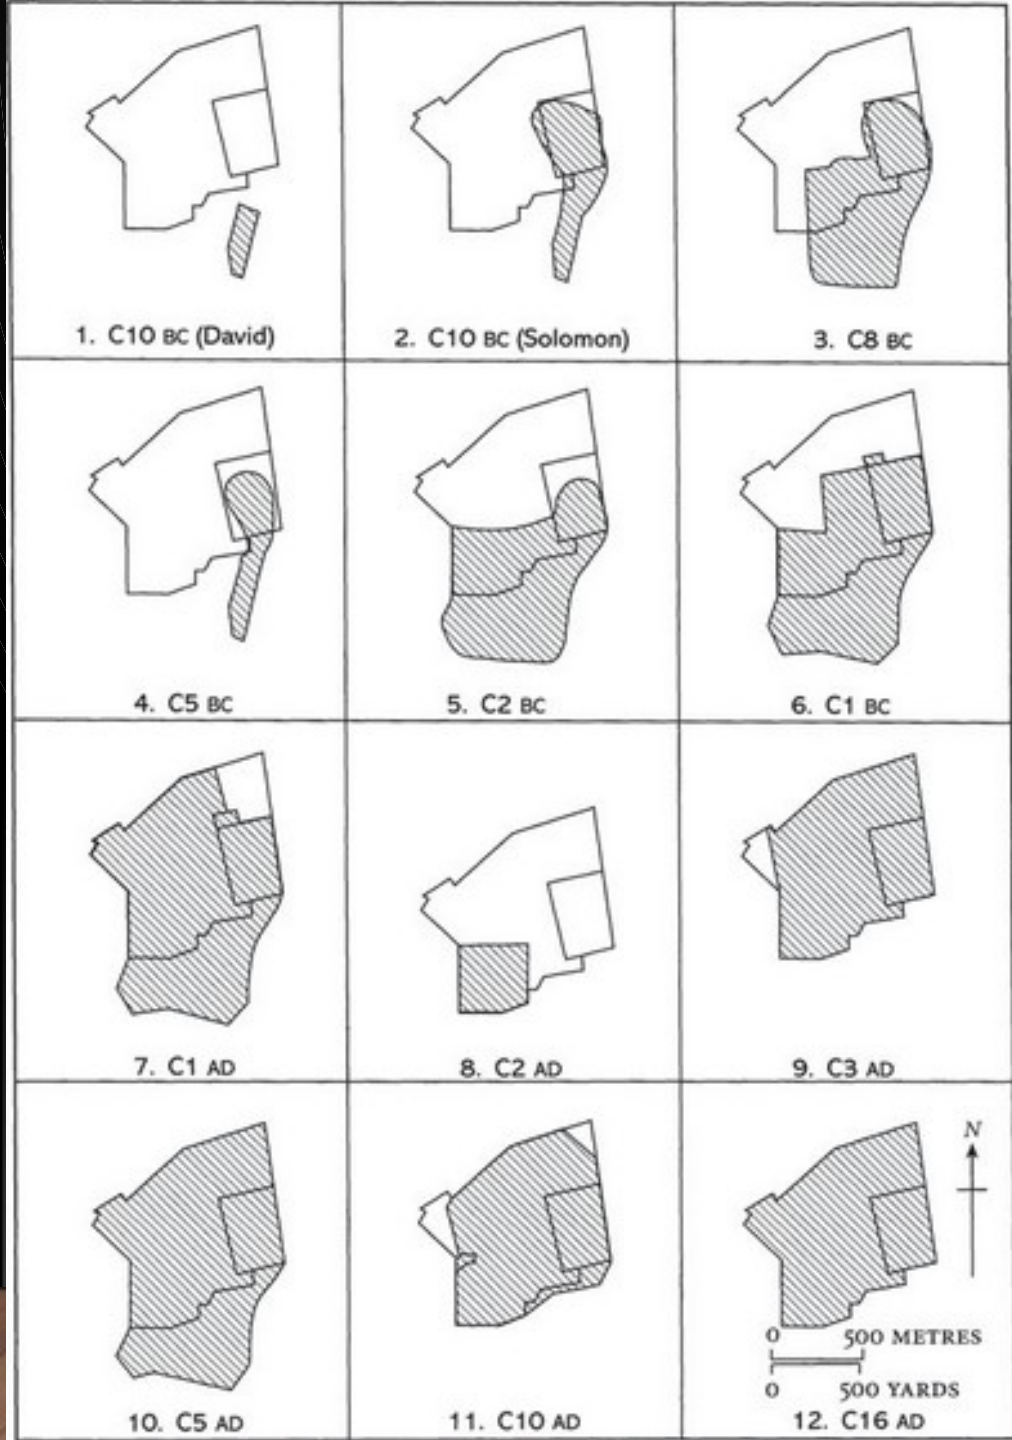 1. C10 BC (David)
2. C10 BC (Solomon)
3. C8 BC
4. C5 BC
5. C2 BC
6. C1 BC
7. C1 AD
8. C2 AD
9. C3 AD
N
0 500 METRES
0 500 YARDS
10. C5 AD
11. C10 AD
12. C16 AD